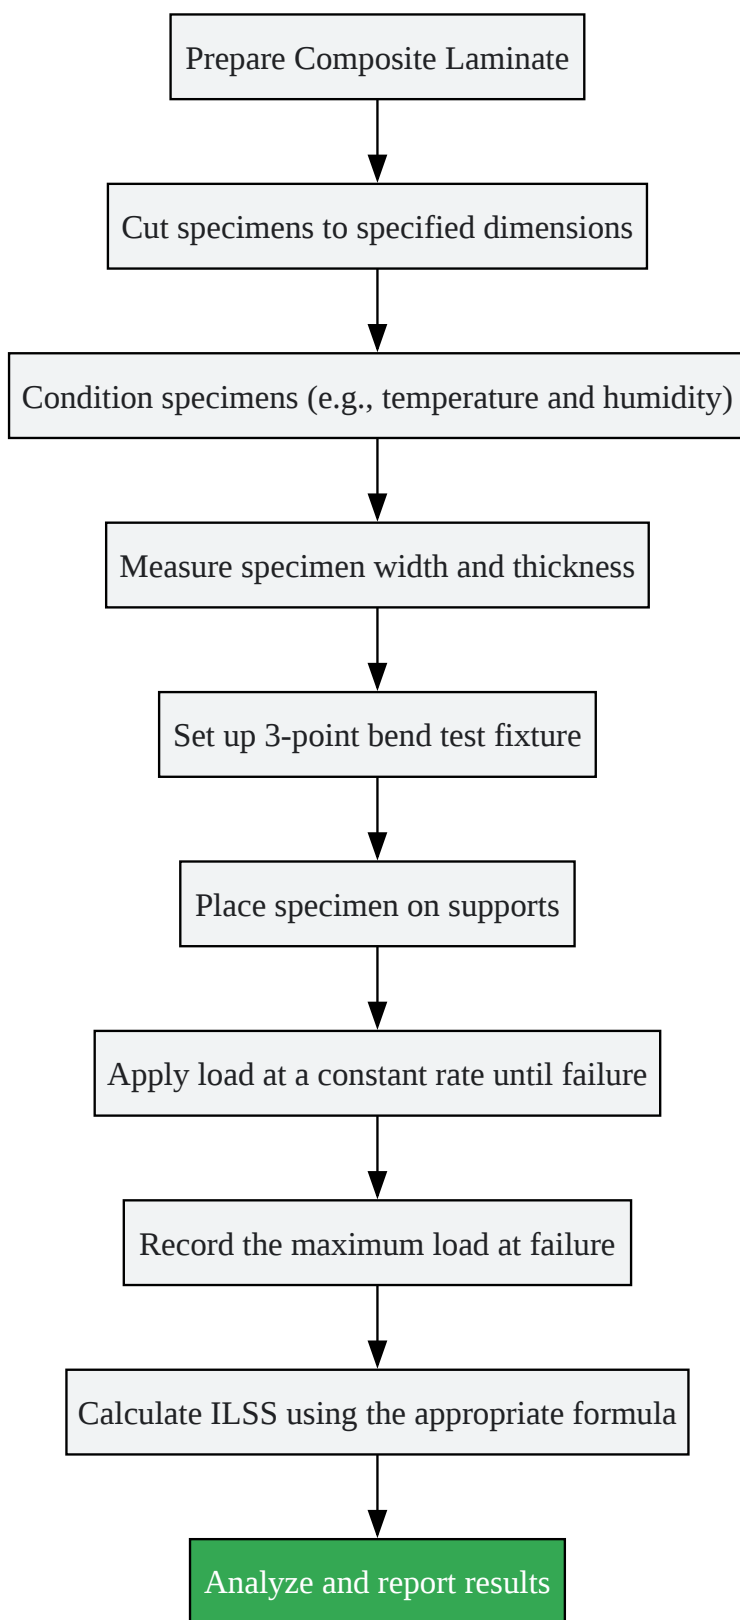 Prepare Composite Laminate
Cut specimens to specified dimensions
Condition specimens (e.g., temperature and humidity)
Measure specimen width and thickness
Set up 3-point bend test fixture
Place specimen on supports
Apply load at a constant rate until failure
Record the maximum load at failure
Calculate ILSS using the appropriate formula
Analyze and report results